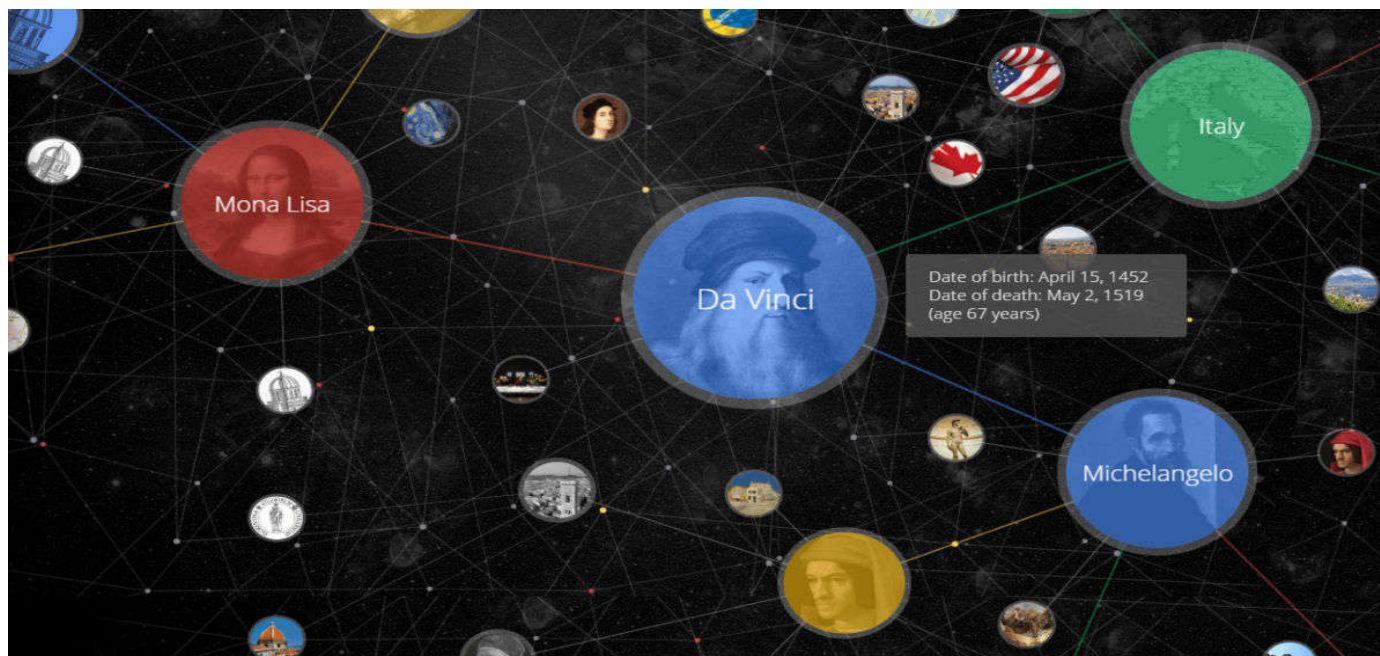 Italy
Mona Lisa
Da Vinci
Date of birth: April 15, 1452
Date of death: May 2, 1519
(age 67 years)
Michelangelo